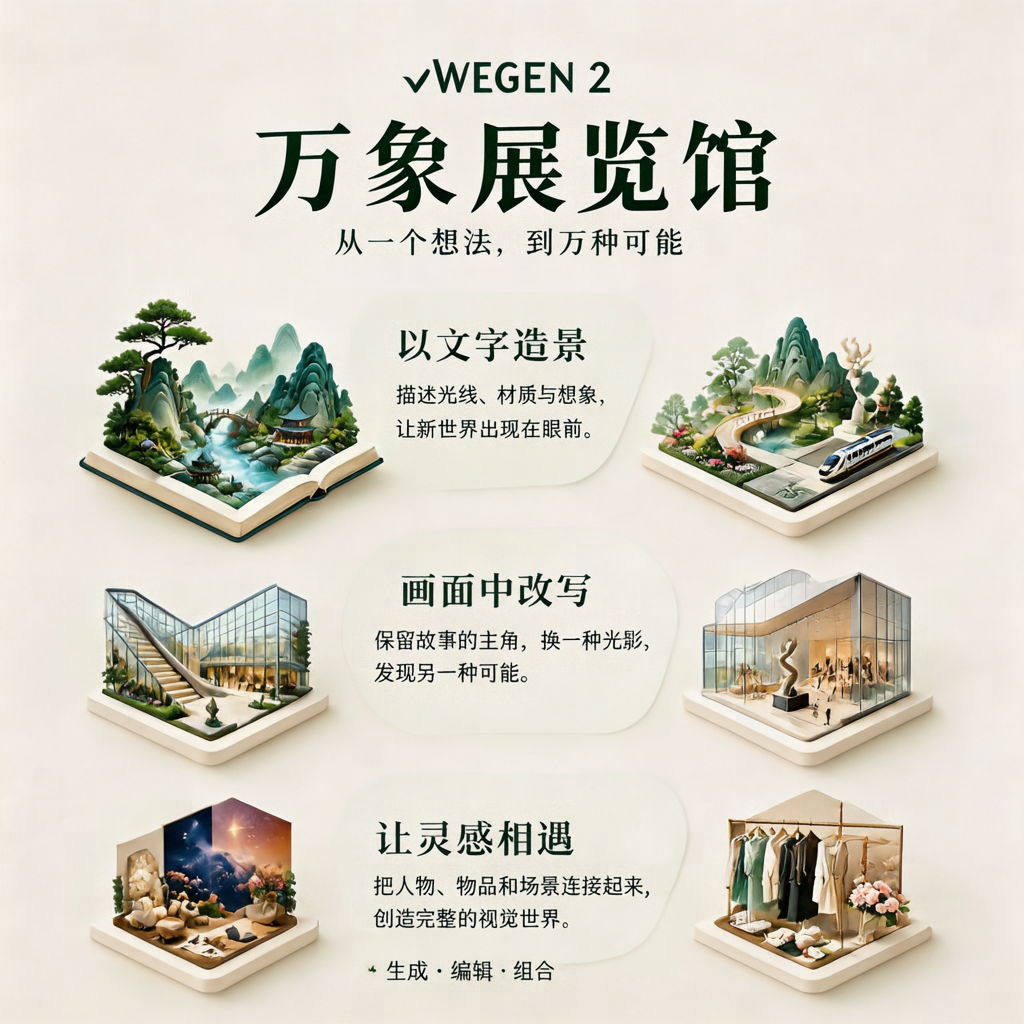 WEGEN 2
万象展览馆
从一个想法，到万种可能
以文字造景
描述光线、材质与想象，
让新世界出现在眼前。
画面中改写
保留故事的主角，换一种光影，
发现另一种可能。
让灵感相遇
把人物、物品和场景连接起来，
创造完整的视觉世界。
生成·编辑·组合